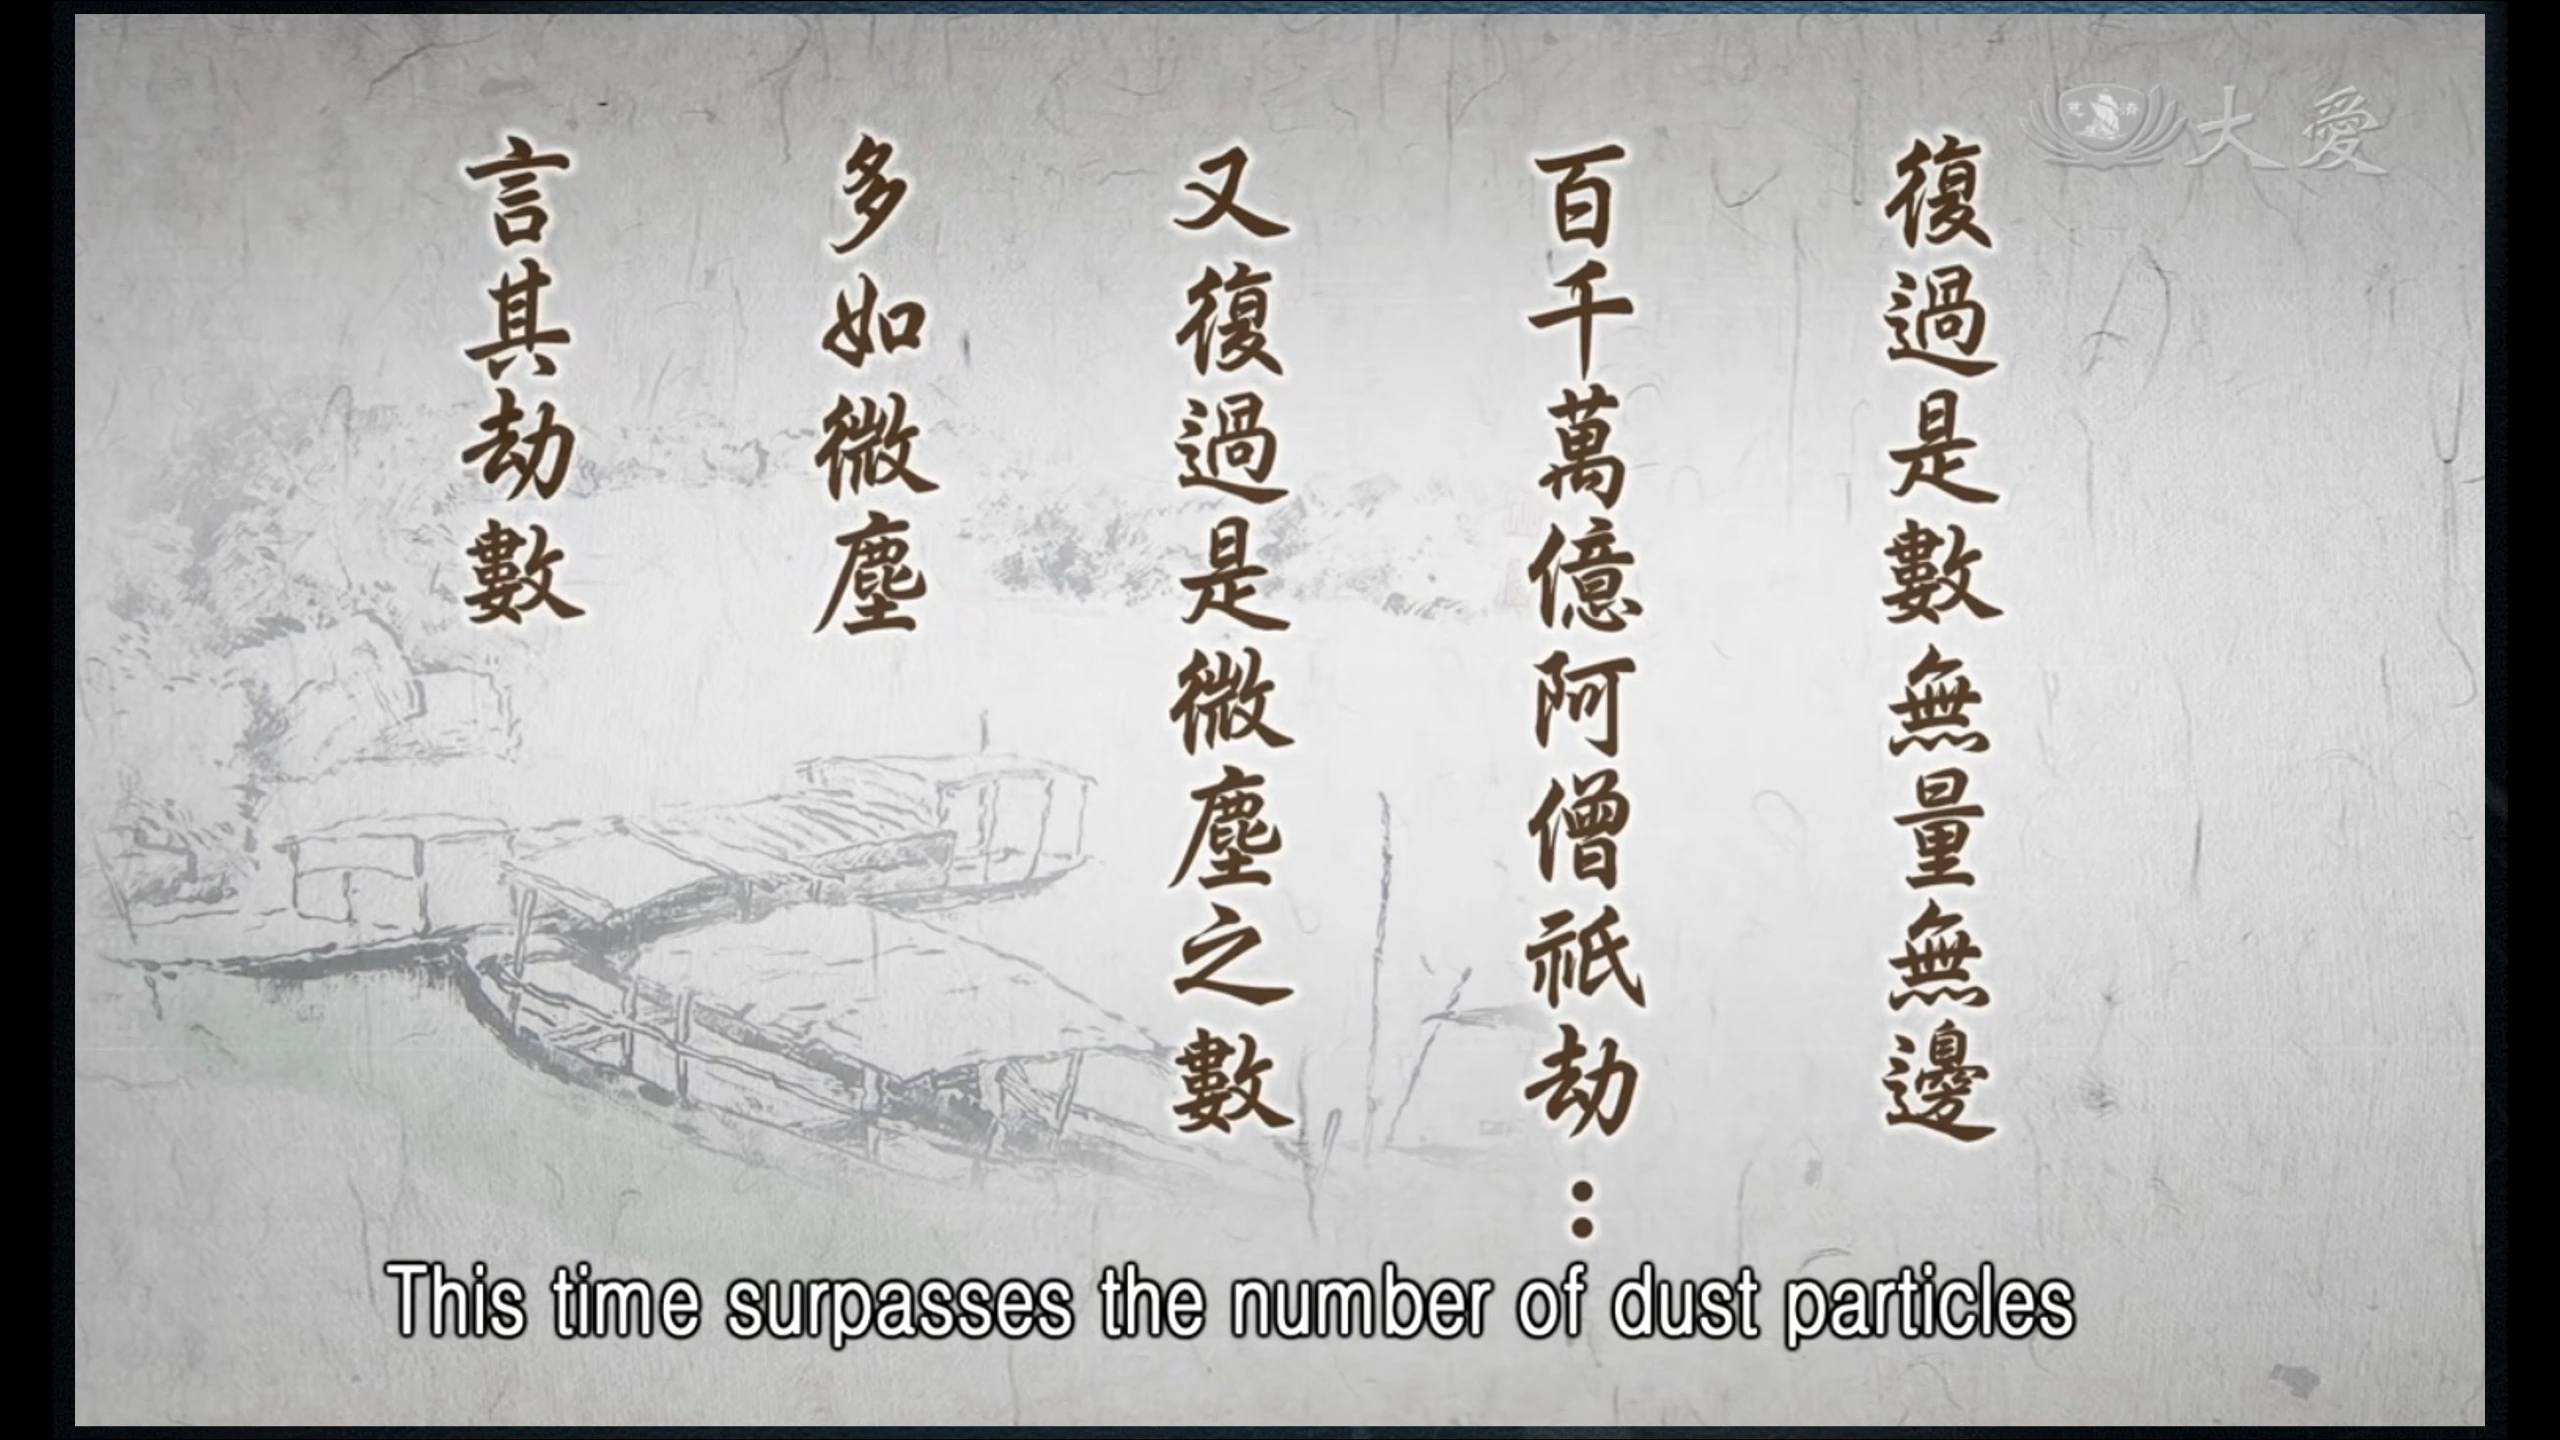 大愛
復過是數無量無邊
百千萬億阿僧祇劫：
又復過是微塵之數
多如微塵
言其劫數
This time surpasses the number of dust particles